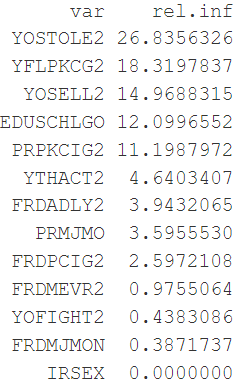 var rel.inf
YOSTOLE2 26.8356326
YFLPKCG2 18.3197837
YOSELL2 14.9688315
EDUSCHLGO 12.0996552
PRPKCIG2 11.1987972
YTHACT2 4.6403407
FRDADLY2 3.9432065
PRMJMO 3.5955530
FRDPCIG2 2.5972108
FRDMEVR2 0.9755064
YOFIGHT2 0.4383086
FRDMJMON 0.3871737
IRSEX 0.0000000